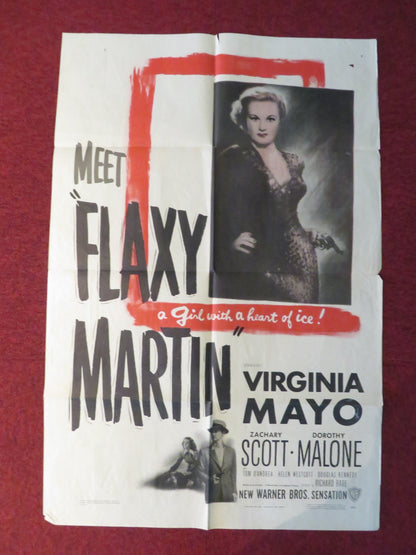 MEET
"FLAXY
a Girl with a heart of ice!
MARTIN"
VIRGINIA
MAYO
ZACHARY DOROTHY
SCOTT · MALONE
TOM D'ANDREA HELEN WESTCOTT DOUGLAS KENNEDY
RICHARD BARE
NEW WARNER BROS. SENSATION